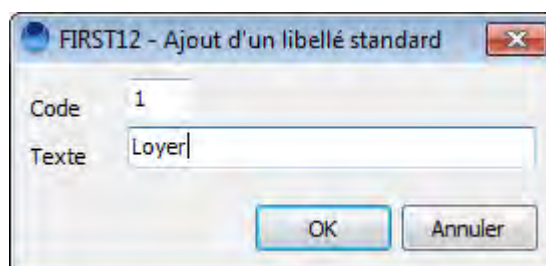 FIRST12 - Ajout d'un libellé standard
Code 1
Texte Loyer
OK Annuler